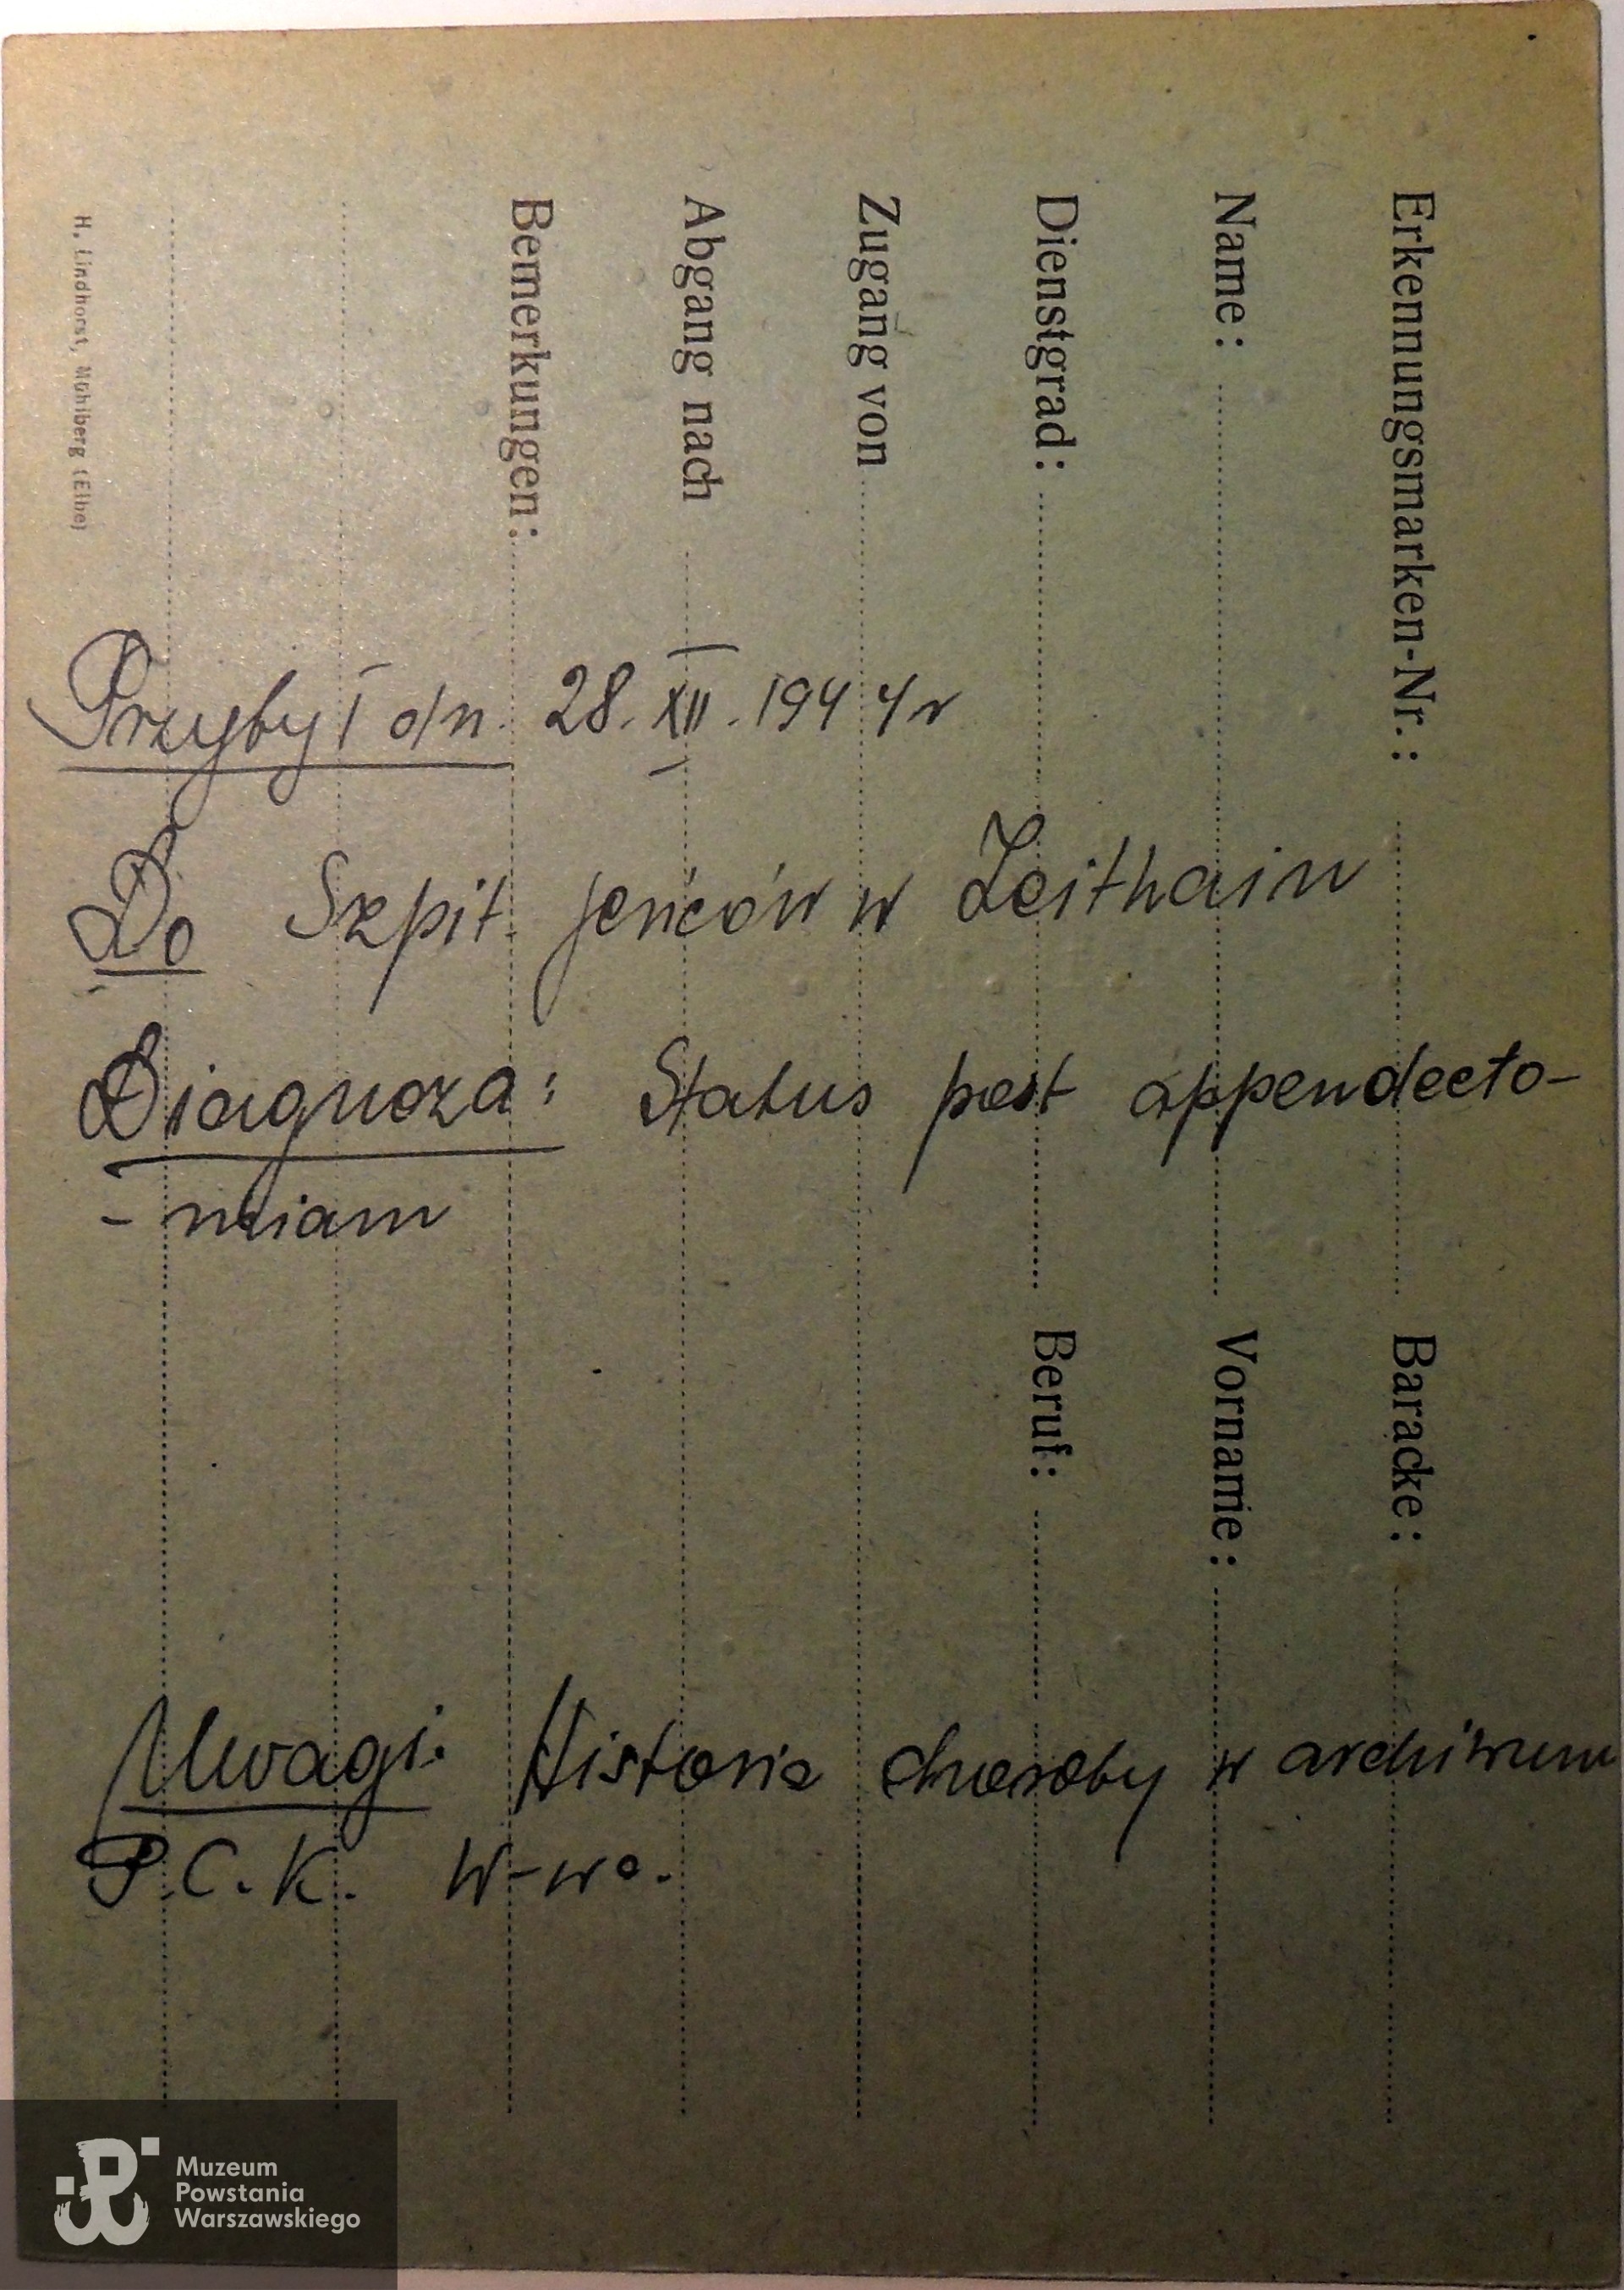 Przybył d/n. 28. XII. 1944r
Do Szpit. jeńców w Zeithain
Diagnoza: Status post appendecto-
- miam
Uwagi: Historia choroby w archiwum
P.C.K. W-wa.
Erkennungsmarken-Nr.: Baracke:
Name: Vorname:
Dienstgrad: Beruf:
Zugang von
Abgang nach
Bemerkungen:
H. Lindhorst, Mühlberg (Elbe)
Muzeum
Powstania
Warszawskiego